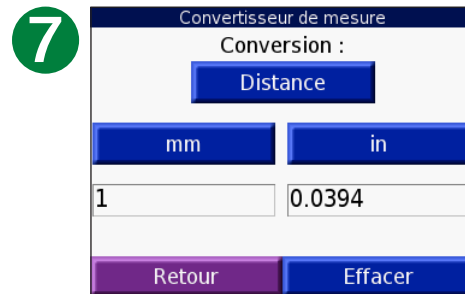 7
Convertisseur de mesure
Conversion :
Distance
mm in
1 0.0394
Retour Effacer